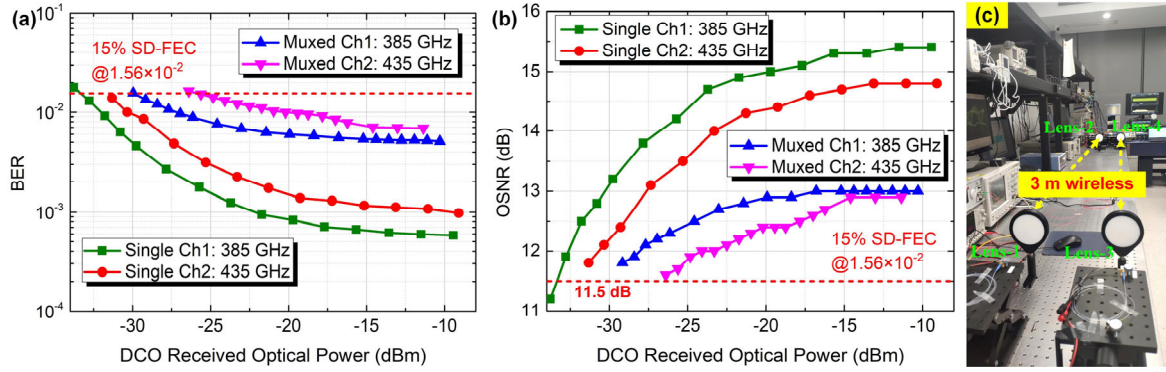 (a)
10⁻¹
10⁻²
10⁻³
10⁻⁴
BER
15% SD-FEC
@1.56×10⁻²
Muxed Ch1: 385 GHz
Muxed Ch2: 435 GHz
Single Ch1: 385 GHz
Single Ch2: 435 GHz
-30 -25 -20 -15 -10
DCO Received Optical Power (dBm)
(b)
16
15
14
13
12
11
OSNR (dB)
Single Ch1: 385 GHz
Single Ch2: 435 GHz
Muxed Ch1: 385 GHz
Muxed Ch2: 435 GHz
15% SD-FEC
@1.56×10⁻²
11.5 dB
-30 -25 -20 -15 -10
DCO Received Optical Power (dBm)
(c)
Lens-2 Lens-4
3 m wireless
Lens-1 Lens-3